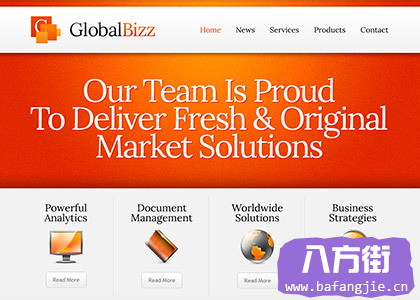 G GlobalBizz
Home News Services Products Contact
Our Team Is Proud
To Deliver Fresh & Original
Market Solutions
Powerful
Analytics
Read More
Document
Management
Read More
Worldwide
Solutions
Read More
Business
Strategies
八方街
www.bafangjie.cn